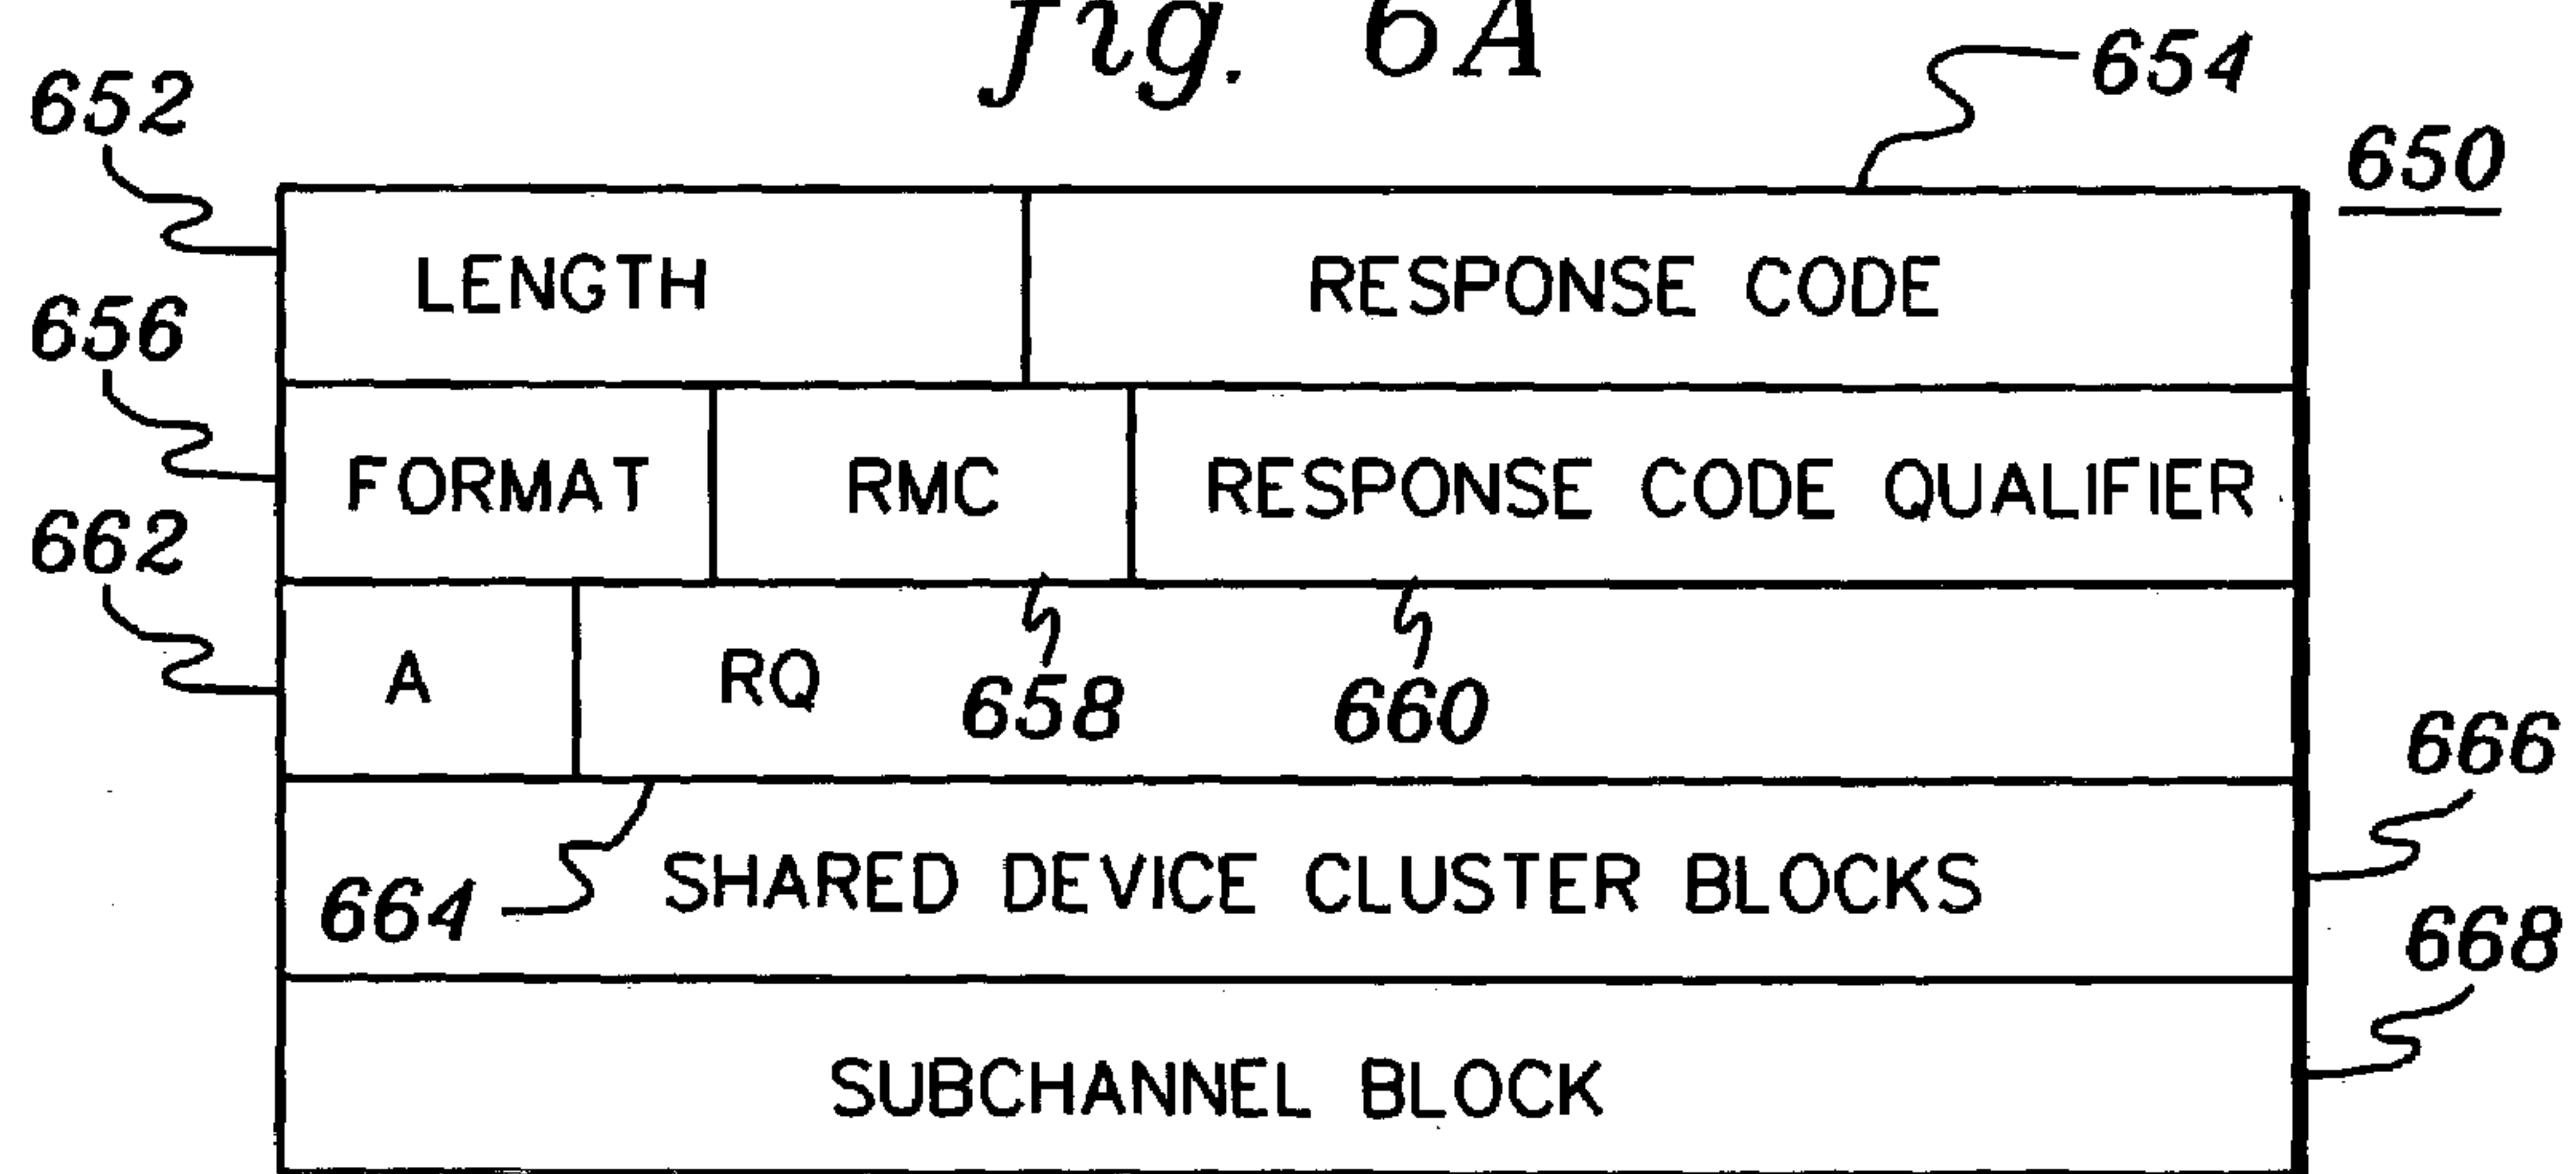 fig. 6A
652
654
650
LENGTH RESPONSE CODE
656
FORMAT RMC RESPONSE CODE QUALIFIER
662
A RQ 658 660
666
664 SHARED DEVICE CLUSTER BLOCKS
668
SUBCHANNEL BLOCK